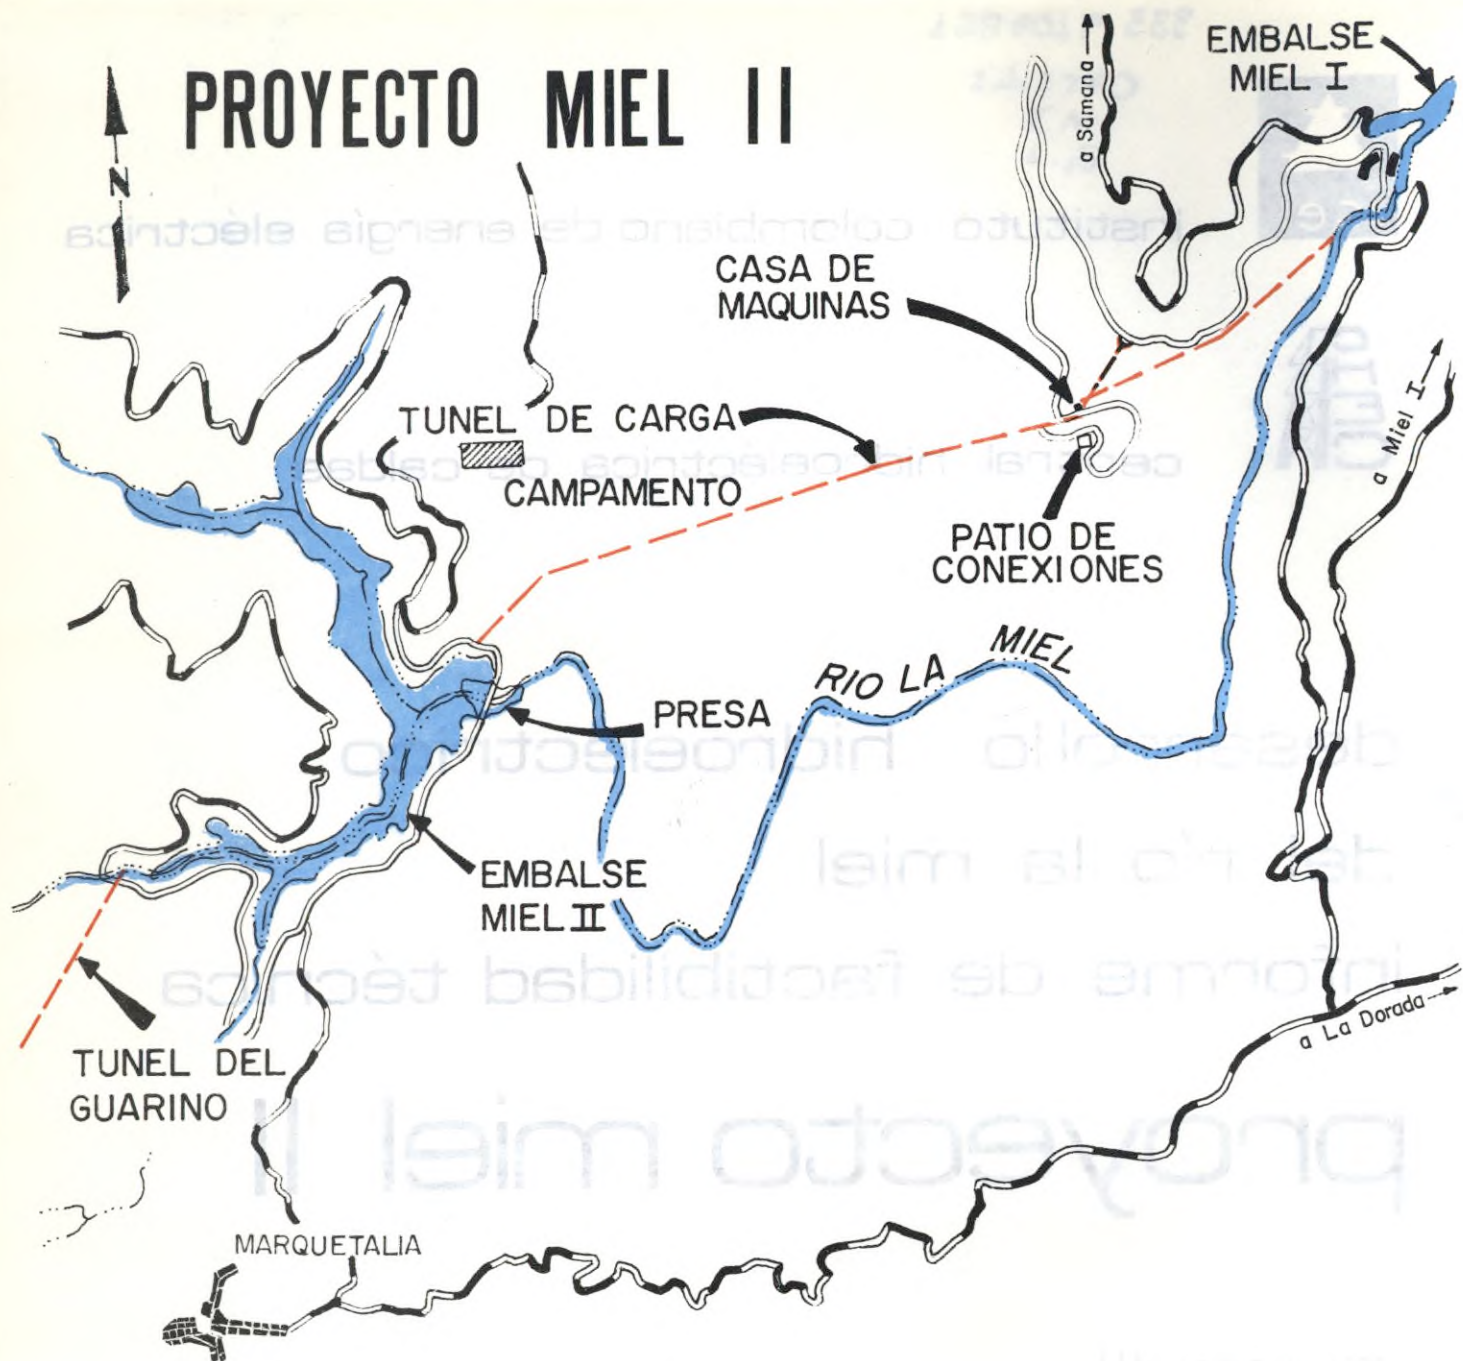 PROYECTO MIEL II
N
a Samana
EMBALSE
MIEL I
CASA DE
MAQUINAS
TUNEL DE CARGA
CAMPAMENTO
PATIO DE
CONEXIONES
a Miel I
RIO LA MIEL
PRESA
EMBALSE
MIEL II
TUNEL DEL
GUARINO
a La Dorada
MARQUETALIA
instituto colombiano de energía eléctrica
central hidroeléctrica de caldas
desarrollo hidroeléctrico
del río la miel
informe de factibilidad técnica
proyecto miel II